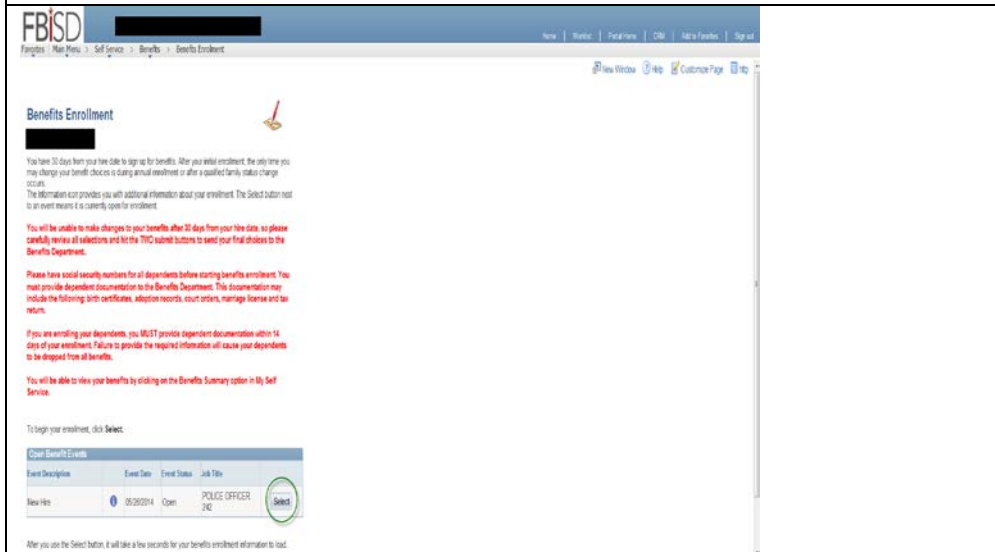 FBiSD
Home | Worklist | Portal Home | CRM | Add to Favorites | Sign out
Favorites | Main Menu > Self Service > Benefits > Benefits Enrollment
New Window Help Customize Page http
Benefits Enrollment
You have 30 days from your hire date to sign up for benefits. After your initial enrollment, the only time you
may change your benefit choices is during annual enrollment or after a qualified family status change
occurs.
The Information icon provides you with additional information about your enrollment. The Select button next
to an event means it is currently open for enrollment.
You will be unable to make changes to your benefits after 30 days from your hire date, so please
carefully review all selections and hit the TWO submit buttons to send your final choices to the
Benefits Department.
Please have social security numbers for all dependents before starting benefits enrollment. You
must provide dependent documentation to the Benefits Department. This documentation may
include the following: birth certificates, adoption records, court orders, marriage license and tax
return.
If you are enrolling your dependents, you MUST provide dependent documentation within 14
days of your enrollment. Failure to provide the required information will cause your dependents
to be dropped from all benefits.
You will be able to view your benefits by clicking on the Benefits Summary option in My Self
Service.
To begin your enrollment, click Select.
Open Benefit Events
Event Description Event Date Event Status Job Title
New Hire 05/28/2014 Open POLICE OFFICER
242 Select
After you use the Select button, it will take a few seconds for your benefits enrollment information to load.